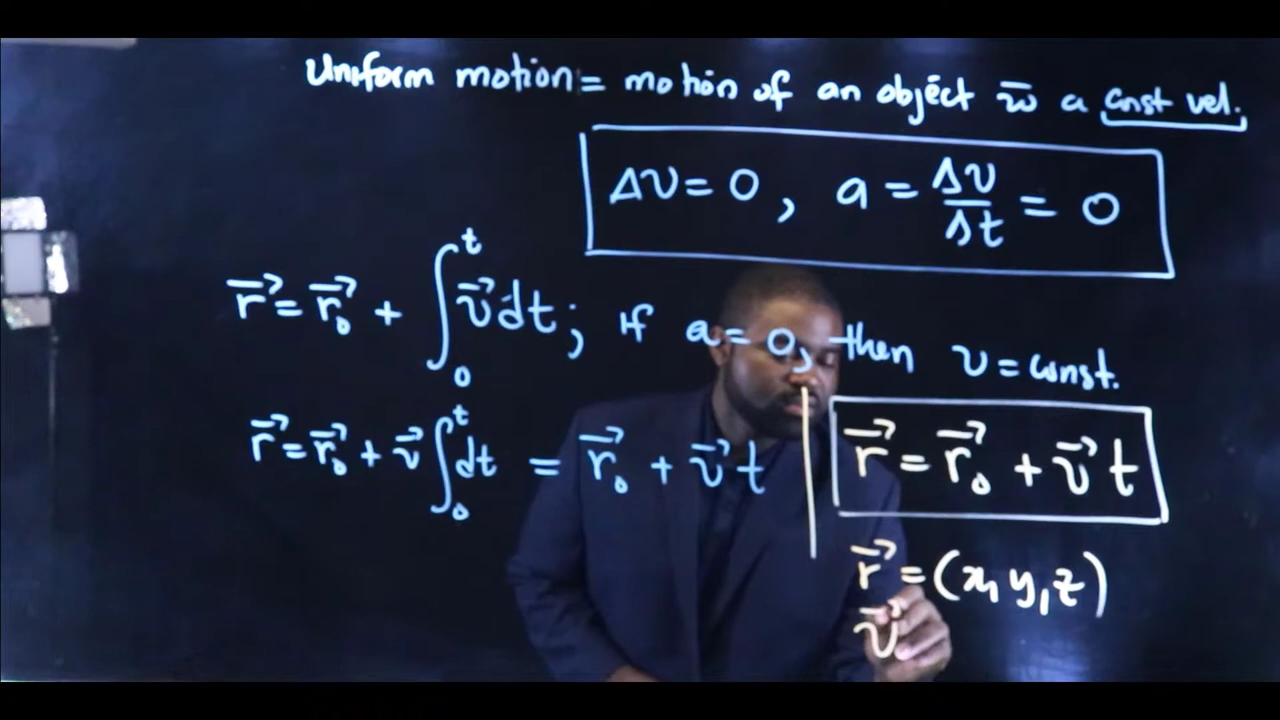 Uniform motion = motion of an object w̄ a const vel.
Δv = 0, a = Δv/Δt = 0
r⃗ = r⃗₀ + ∫₀ᵗ v⃗ dt; if a = 0, then v = const.
r⃗ = r⃗₀ + v⃗ ∫₀ᵗ dt = r⃗₀ + v⃗ t
r⃗ = r⃗₀ + v⃗ t
r⃗ = (x, y, z)
v⃗